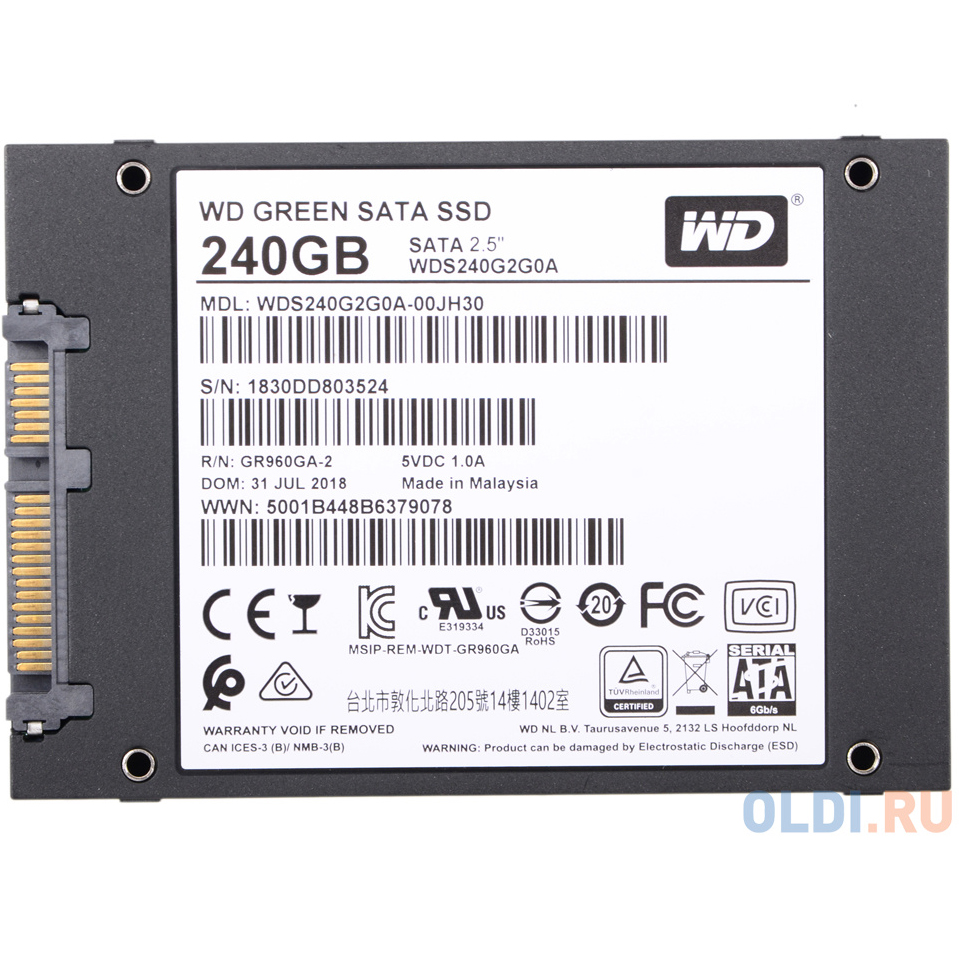 WD GREEN SATA SSD
240GB
SATA 2.5"
WDS240G2G0A
WD®
MDL: WDS240G2G0A-00JH30
S/N: 1830DD803524
R/N: GR960GA-2 5VDC 1.0A
DOM: 31 JUL 2018 Made in Malaysia
WWN: 5001B448B6379078
CE
c RU® US
E319334
D33015
RoHS
20
FC
VCI
MSIP-REM-WDT-GR960GA
TÜVRheinland
CERTIFIED
SERIAL
ATA
6Gb/s
台北市敦化北路205號14樓1402室
WARRANTY VOID IF REMOVED
WD NL B.V. Taurusavenue 5, 2132 LS Hoofddorp NL
CAN ICES-3 (B)/ NMB-3(B)
WARNING: Product can be damaged by Electrostatic Discharge (ESD)
OLDI.RU